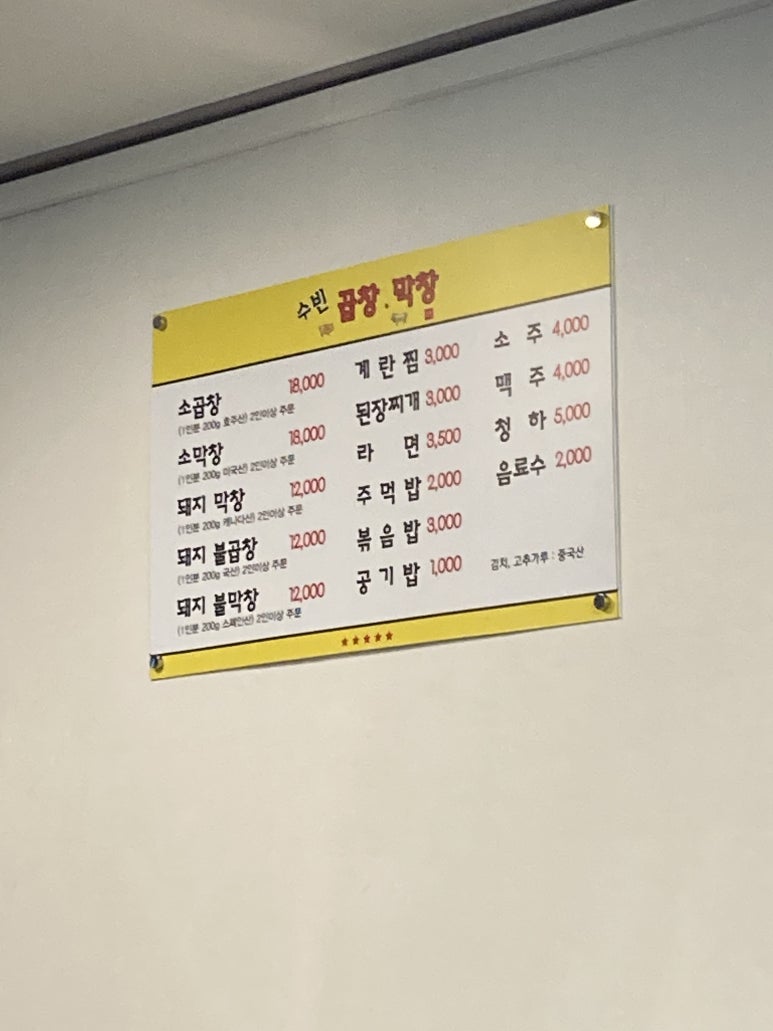 수빈 곱창·막창
소곱창 18,000
(1인분 200g 호주산) 2인이상 주문
소막창 18,000
(1인분 200g 미국산) 2인이상 주문
돼지 막창 12,000
(1인분 200g 캐나다산) 2인이상 주문
돼지 불곱창 12,000
(1인분 200g 국산) 2인이상 주문
돼지 불막창 12,000
(1인분 200g 스페인산) 2인이상 주문
계란찜 3,000
된장찌개 3,000
라면 3,500
주먹밥 2,000
볶음밥 3,000
공기밥 1,000
소주 4,000
맥주 4,000
청하 5,000
음료수 2,000
김치, 고추가루 : 중국산